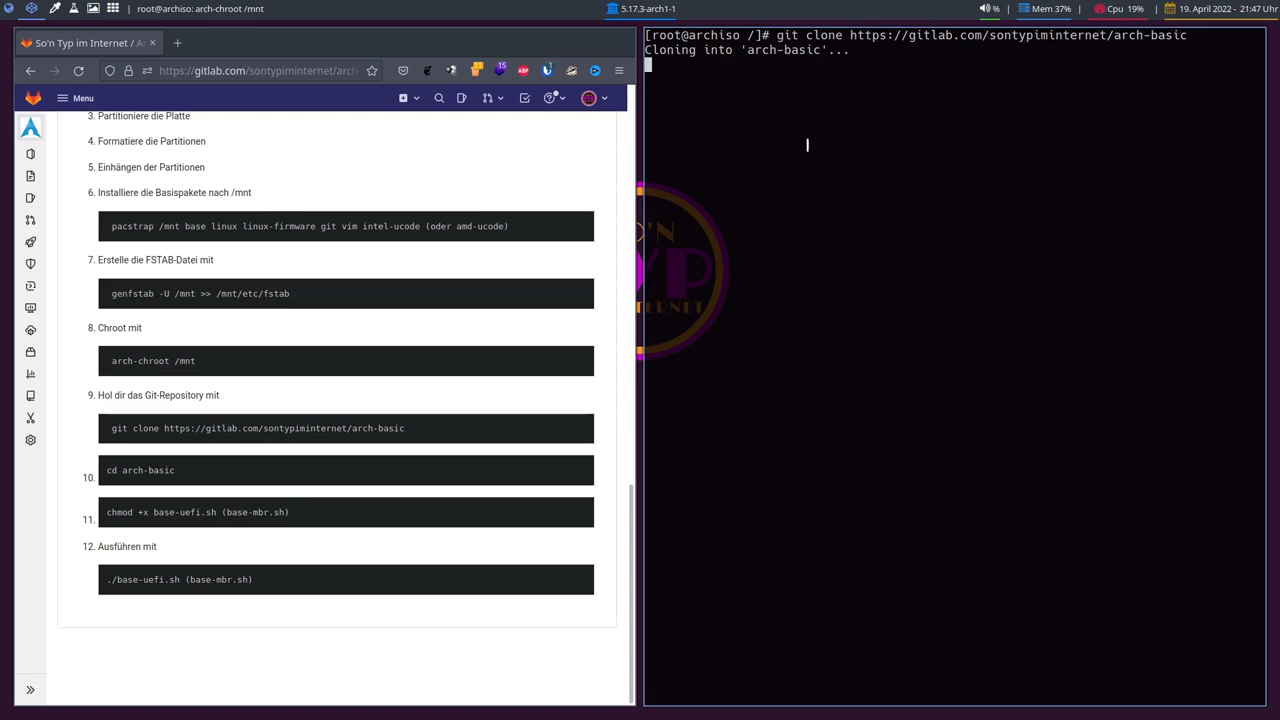 root@archiso: arch-chroot /mnt
5.17.3-arch1-1
%
Mem 37%
Cpu 19%
19. April 2022 - 21:47 Uhr
So'n Typ im Internet / A
https://gitlab.com/sontypiminternet/arch
15
ABP
Menu
3. Partitioniere die Platte
4. Formatiere die Partitionen
5. Einhängen der Partitionen
6. Installiere die Basispakete nach /mnt
pacstrap /mnt base linux linux-firmware git vim intel-ucode (oder amd-ucode)
7. Erstelle die FSTAB-Datei mit
genfstab -U /mnt >> /mnt/etc/fstab
8. Chroot mit
arch-chroot /mnt
9. Hol dir das Git-Repository mit
git clone https://gitlab.com/sontypiminternet/arch-basic
10. cd arch-basic
11. chmod +x base-uefi.sh (base-mbr.sh)
12. Ausführen mit
./base-uefi.sh (base-mbr.sh)
[root@archiso /]# git clone https://gitlab.com/sontypiminternet/arch-basic
Cloning into 'arch-basic'...
O'N
YP
TERNET